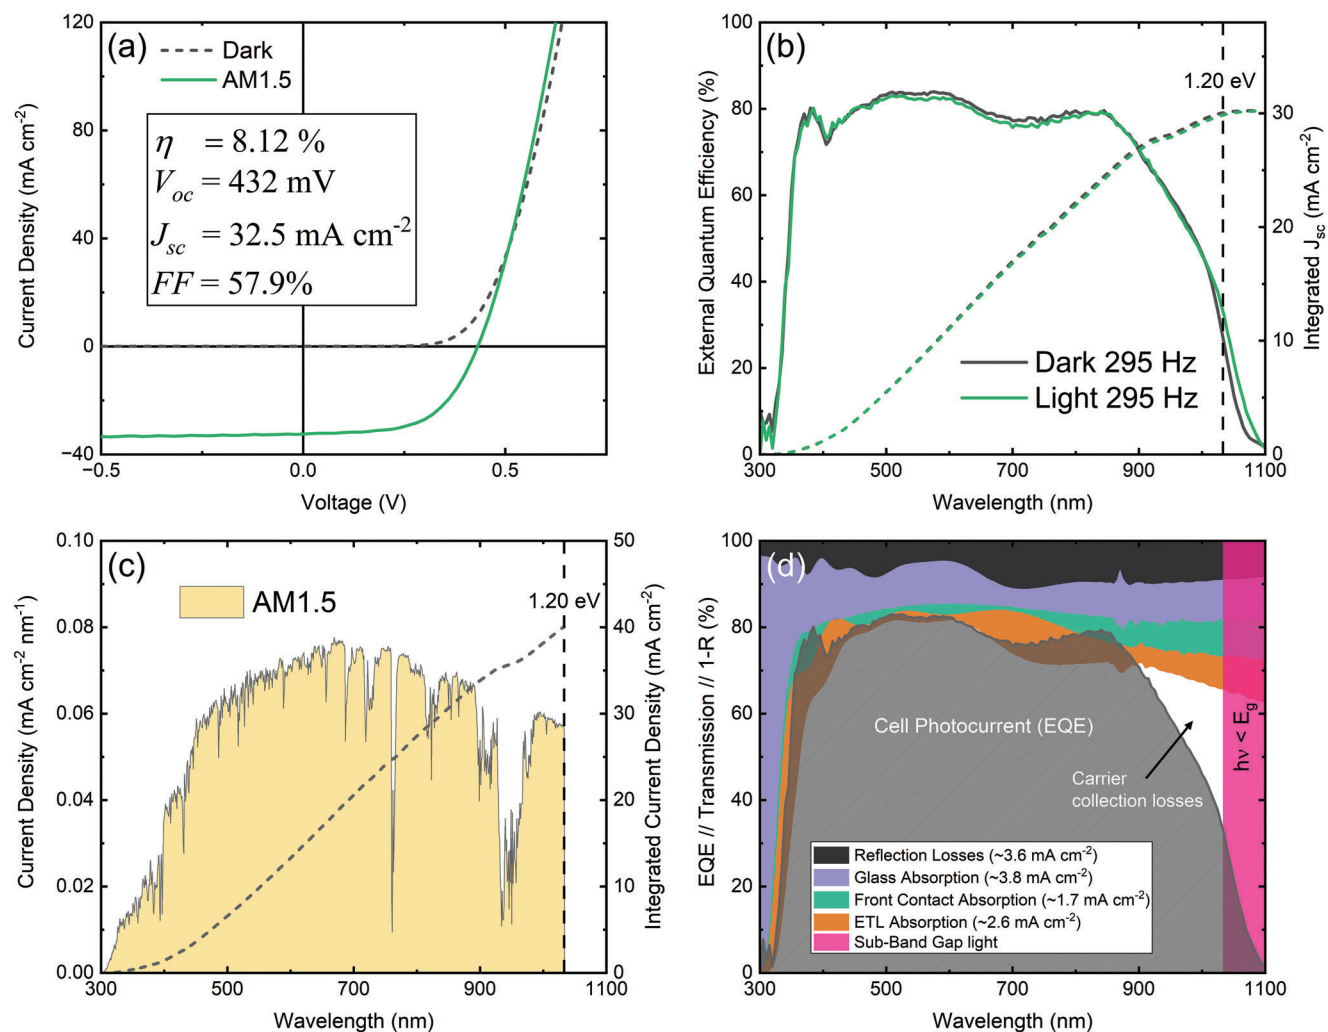 (a)
Dark
AM1.5
η = 8.12 %
Voc = 432 mV
Jsc = 32.5 mA cm-2
FF = 57.9%
120
80
40
0
−40
−0.5
0.0
0.5
Current Density (mA cm-2)
Voltage (V)
(b)
1.20 eV
Dark 295 Hz
Light 295 Hz
100
80
60
40
20
0
30
20
10
0
300
500
700
900
1100
External Quantum Efficiency (%)
Integrated Jsc (mA cm-2)
Wavelength (nm)
(c)
AM1.5
1.20 eV
0.10
0.08
0.06
0.04
0.02
0.00
50
40
30
20
10
0
300
500
700
900
1100
Current Density (mA cm-2 nm-1)
Integrated Current Density (mA cm-2)
Wavelength (nm)
(d)
Cell Photocurrent (EQE)
Carrier
collection losses
hν < Eg
Reflection Losses (~3.6 mA cm-2)
Glass Absorption (~3.8 mA cm-2)
Front Contact Absorption (~1.7 mA cm-2)
ETL Absorption (~2.6 mA cm-2)
Sub-Band Gap light
100
80
60
40
20
0
300
500
700
900
1100
EQE // Transmission // 1-R (%)
Wavelength (nm)